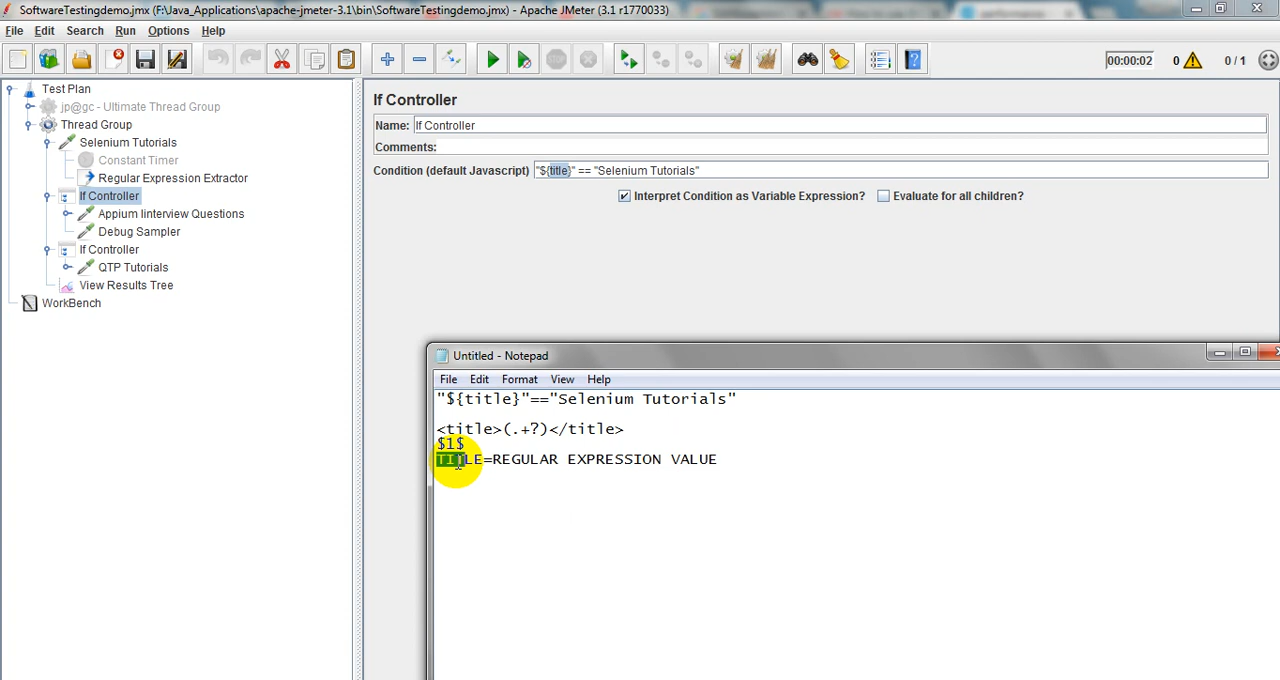 SoftwareTestingdemo.jmx (F:\Java_Applications\apache-jmeter-3.1\bin\SoftwareTestingdemo.jmx) - Apache JMeter (3.1 r1770033)
File Edit Search Run Options Help
00:00:02 0 0 / 1
Test Plan
jp@gc - Ultimate Thread Group
Thread Group
Selenium Tutorials
Constant Timer
Regular Expression Extractor
If Controller
Appium Iinterview Questions
Debug Sampler
If Controller
QTP Tutorials
View Results Tree
WorkBench
If Controller
Name: If Controller
Comments:
Condition (default Javascript) "${title}" == "Selenium Tutorials"
Interpret Condition as Variable Expression? Evaluate for all children?
Untitled - Notepad
File Edit Format View Help
"${title}"=="Selenium Tutorials"
<title>(.+?)</title>
$1$
TITLE=REGULAR EXPRESSION VALUE